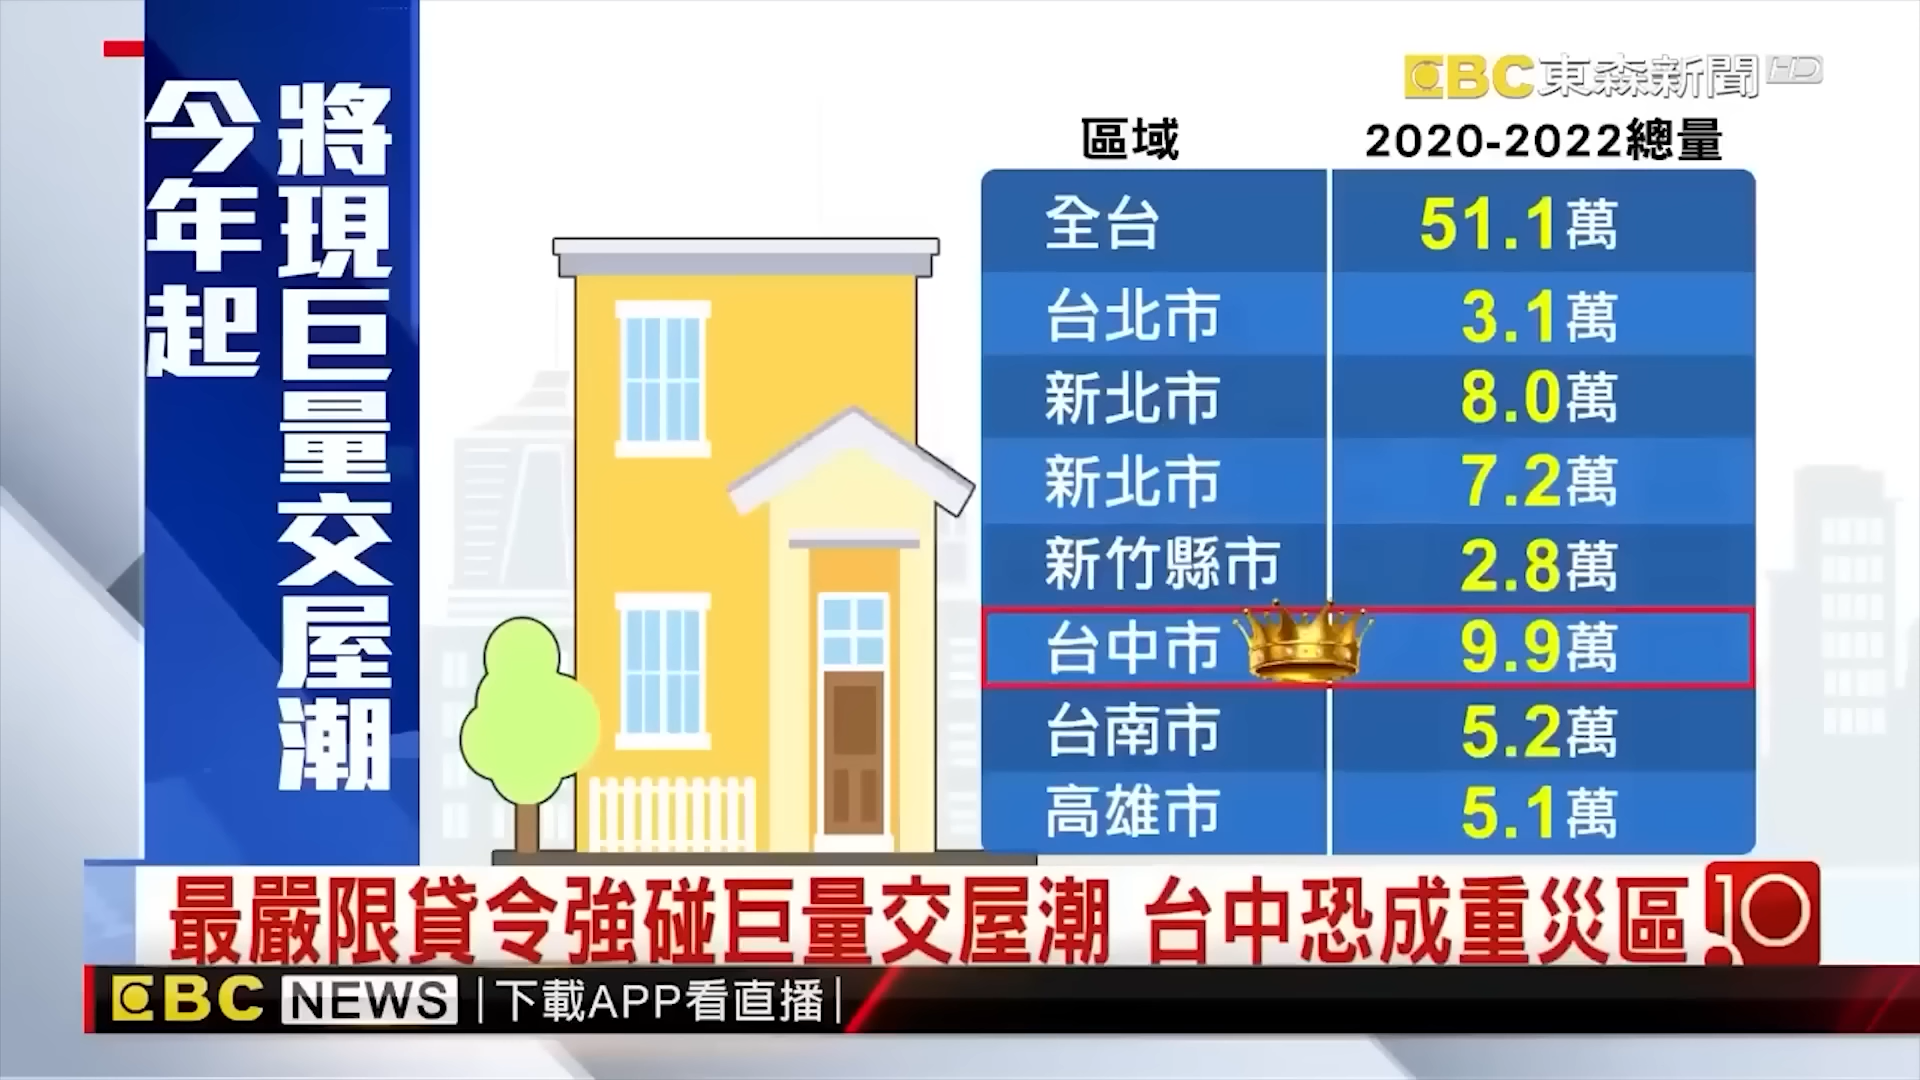 今年起
將現巨量交屋潮
EBC東森新聞HD
區域 2020-2022總量
全台 51.1萬
台北市 3.1萬
新北市 8.0萬
新北市 7.2萬
新竹縣市 2.8萬
台中市 9.9萬
台南市 5.2萬
高雄市 5.1萬
最嚴限貸令強碰巨量交屋潮 台中恐成重災區
10
EBC NEWS |下載APP看直播|